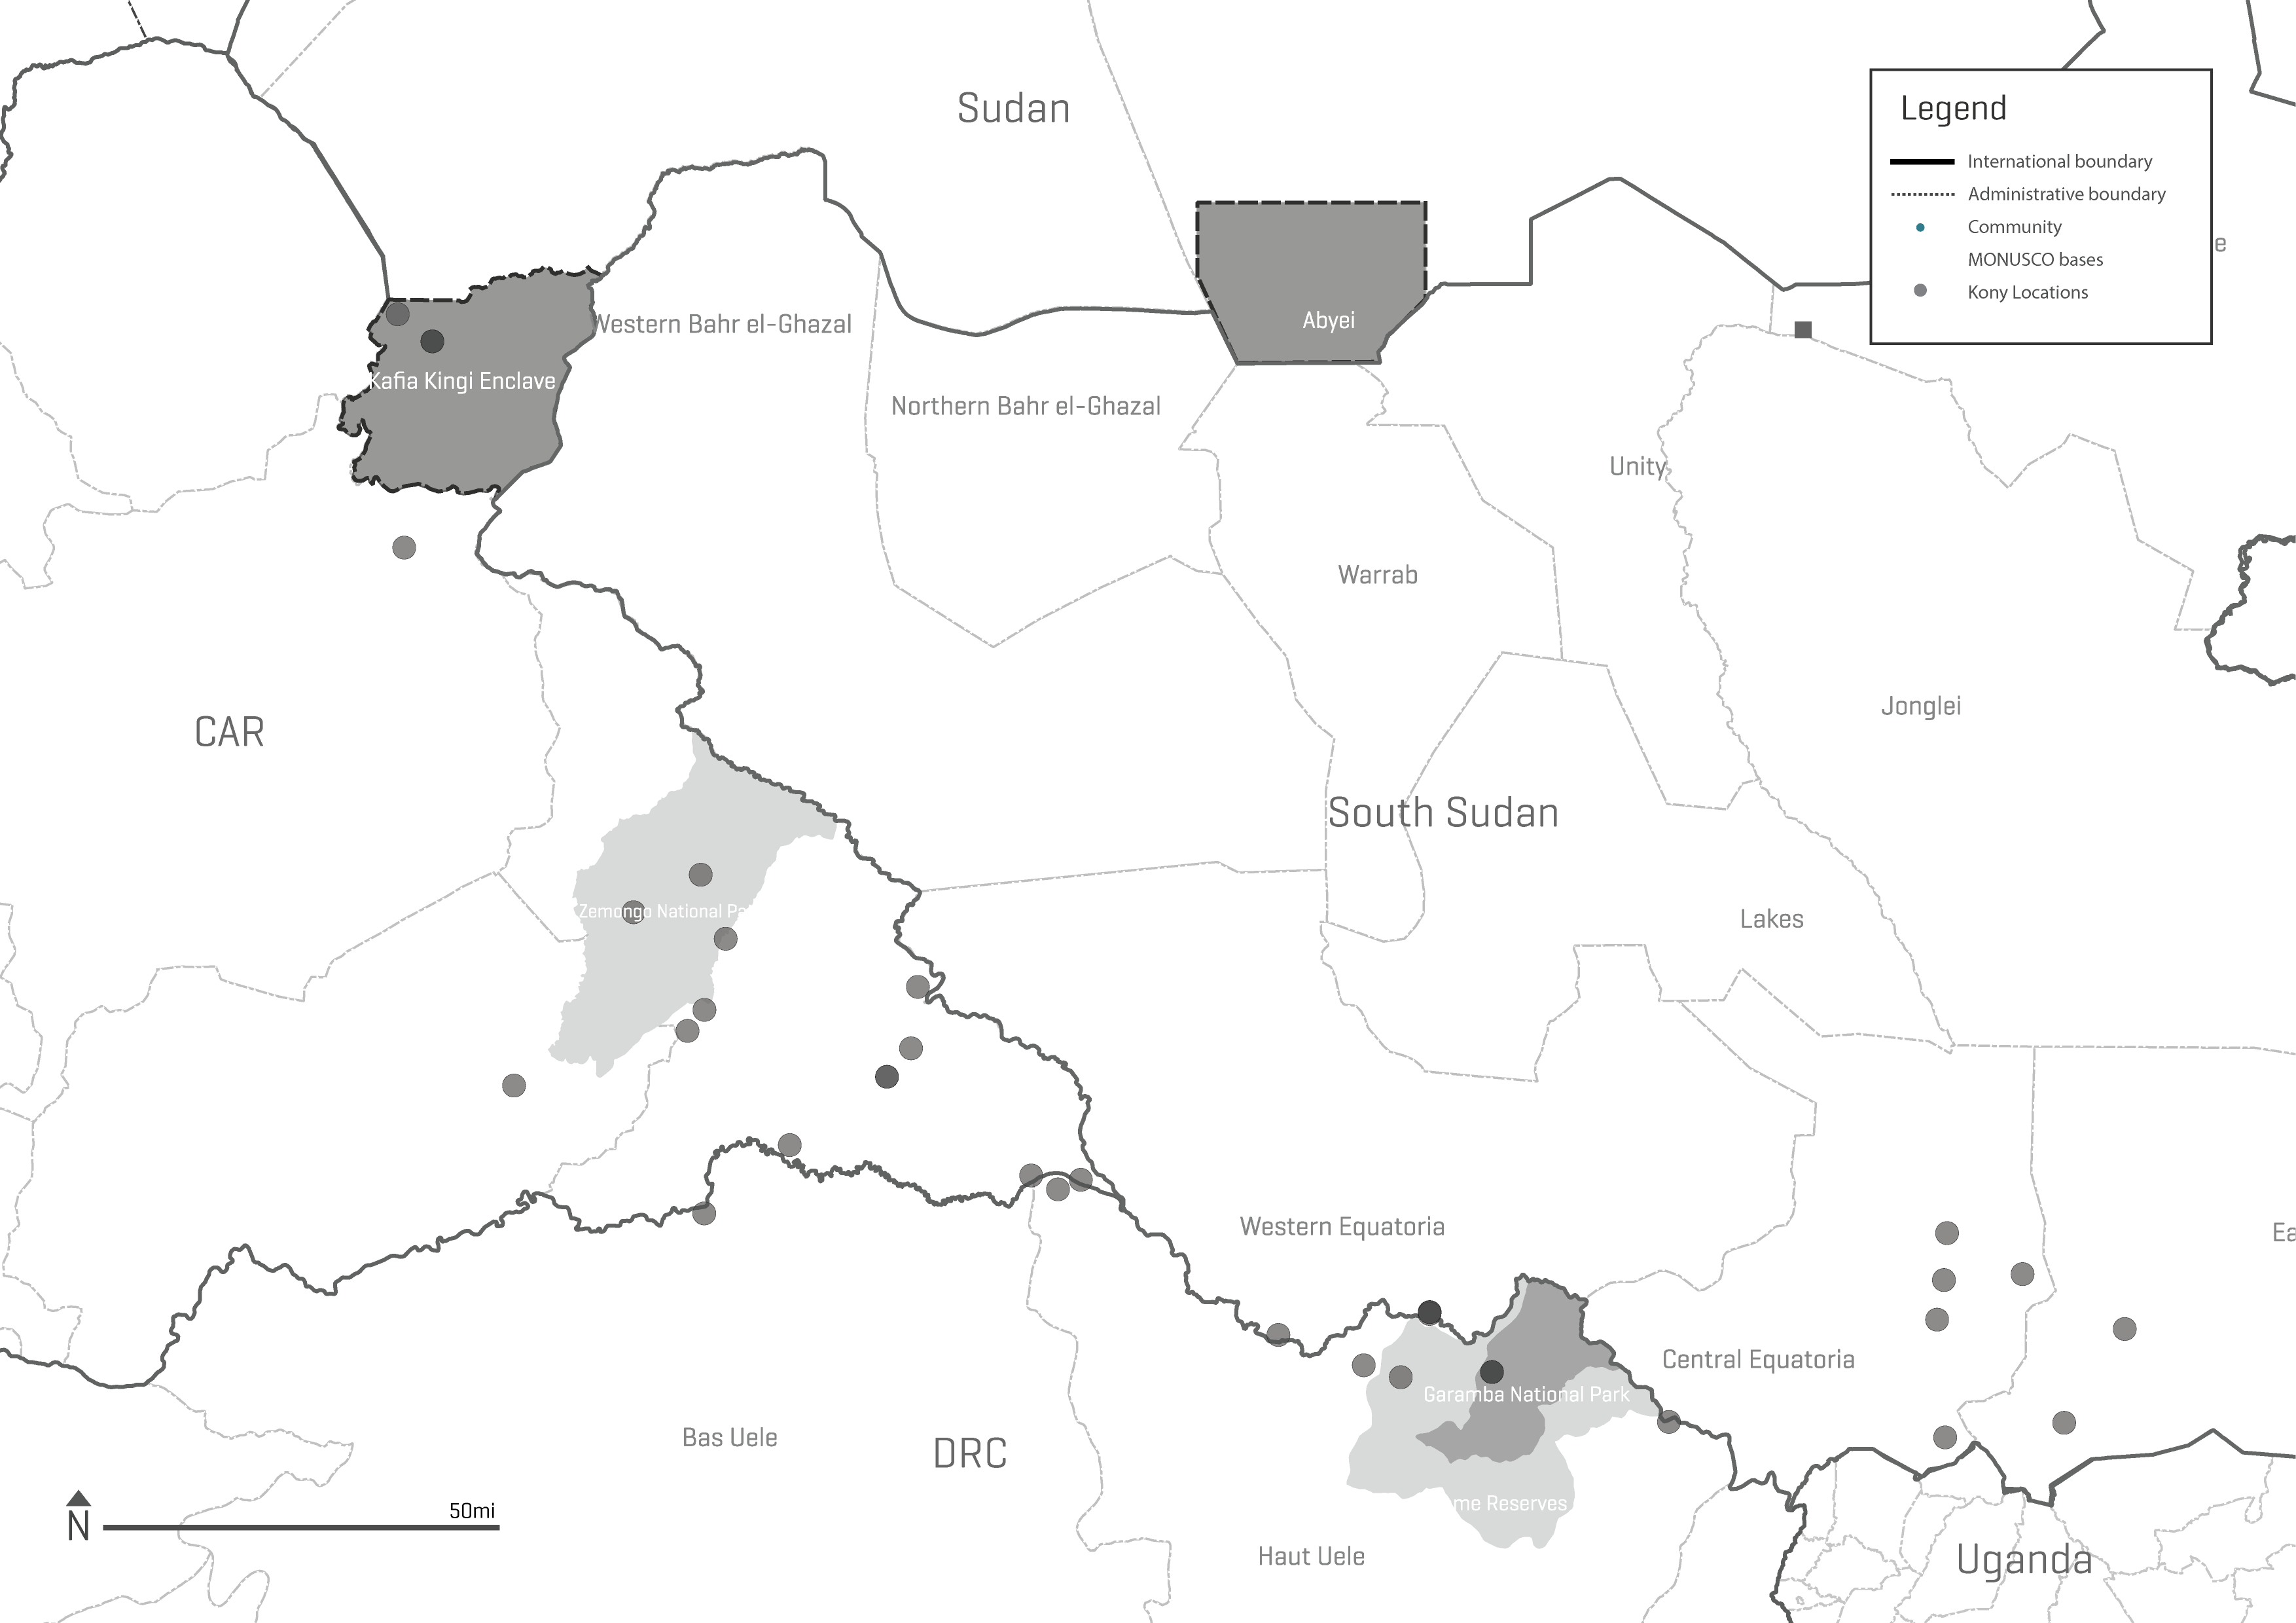 Sudan
Legend
International boundary
Administrative boundary
Community
MONUSCO bases
Kony Locations
e
Western Bahr el-Ghazal
Abyei
Kafia Kingi Enclave
Northern Bahr el-Ghazal
Unity
Warrab
Jonglei
CAR
South Sudan
Zemongo National Pa
Lakes
Western Equatoria
Ea
Central Equatoria
Garamba National Park
Bas Uele
DRC
me Reserves
50mi
N
Haut Uele
Uganda